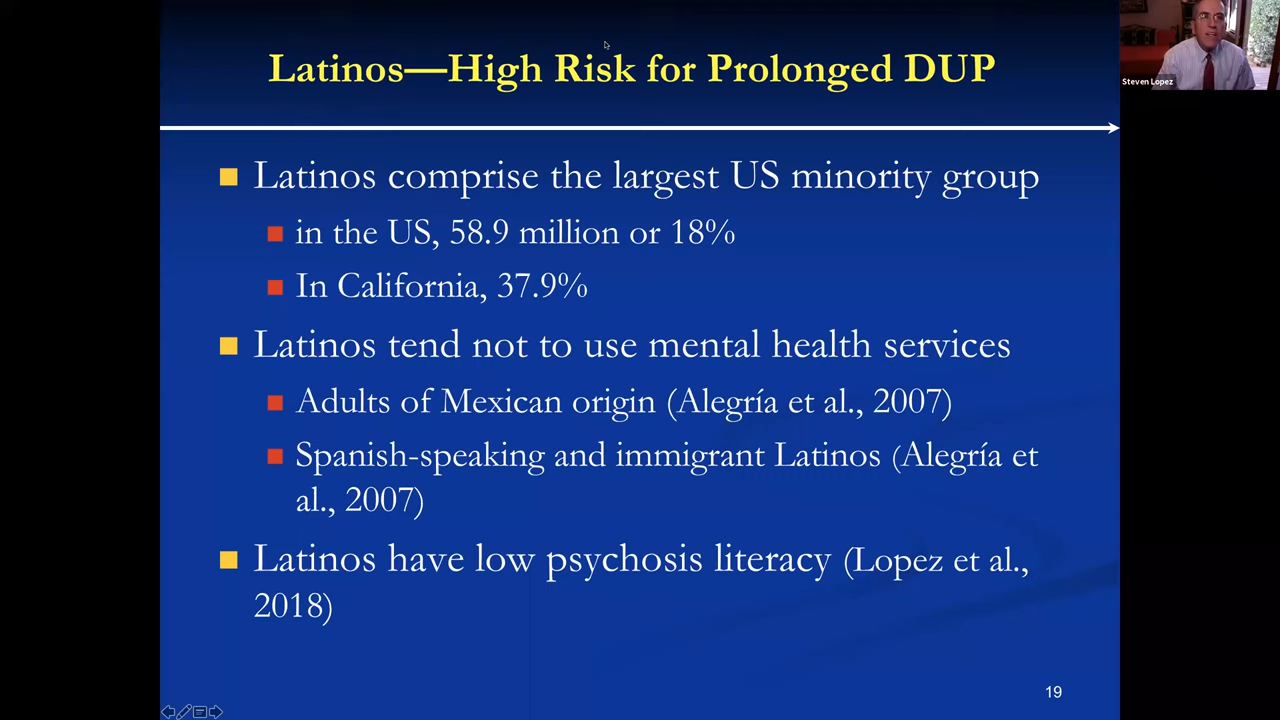 Latinos—High Risk for Prolonged DUP
Steven Lopez
Latinos comprise the largest US minority group
in the US, 58.9 million or 18%
In California, 37.9%
Latinos tend not to use mental health services
Adults of Mexican origin (Alegría et al., 2007)
Spanish-speaking and immigrant Latinos (Alegría et
al., 2007)
Latinos have low psychosis literacy (Lopez et al.,
2018)
19